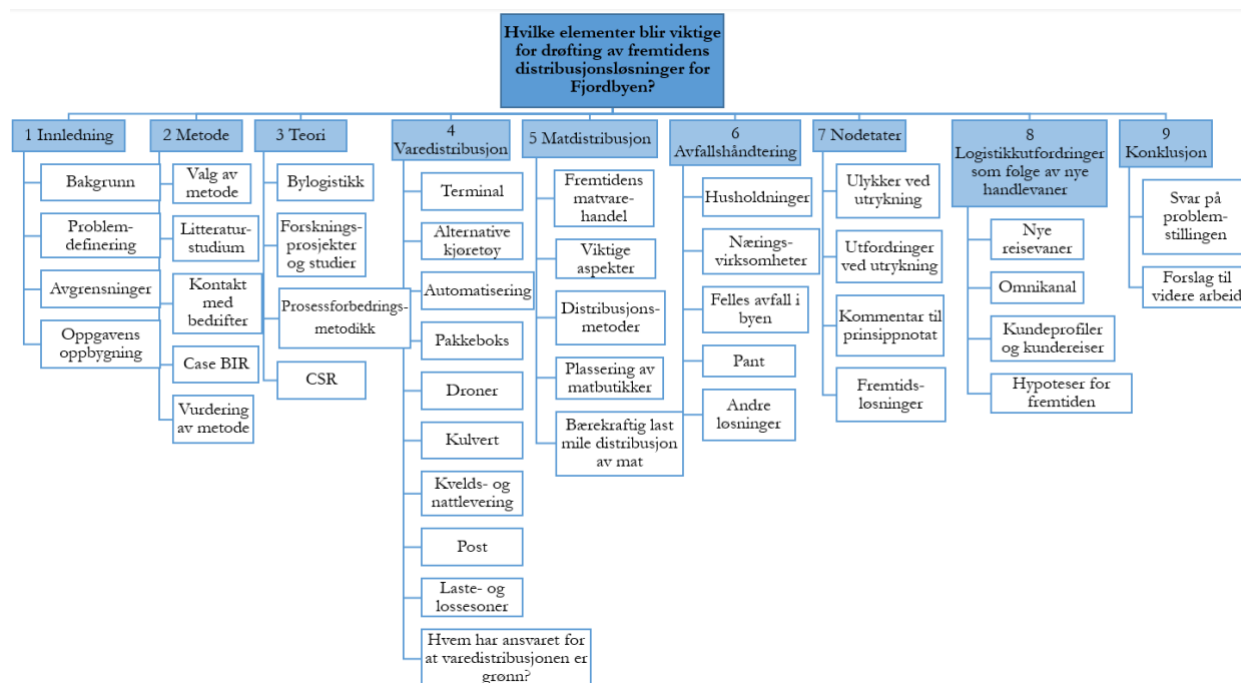 Hvilke elementer blir viktige
for drøfting av fremtidens
distribusjonsløsninger for
Fjordbyen?
1 Innledning
Bakgrunn
Problem-
definering
Avgrensninger
Oppgavens
oppbygning
2 Metode
Valg av
metode
Litteratur-
studium
Kontakt
med
bedrifter
Case BIR
Vurdering
av metode
3 Teori
Bylogistikk
Forsknings-
prosjekter
og studier
Prosessforbedrings-
metodikk
CSR
4
Varedistribusjon
Terminal
Alternative
kjøretøy
Automatisering
Pakkeboks
Droner
Kulvert
Kvelds- og
nattlevering
Post
Laste- og
lossesoner
Hvem har ansvaret for
at varedistribusjonen er
grønn?
5 Matdistribusjon
Fremtidens
matvare-
handel
Viktige
aspekter
Distribusjons-
metoder
Plassering av
matbutikker
Bærekraftig last
mile distribusjon
av mat
6
Avfallshåndtering
Husholdninger
Nærings-
virksomheter
Felles avfall i
byen
Pant
Andre
løsninger
7 Nodetater
Ulykker ved
utrykning
Utfordringer
ved utrykning
Kommentar til
prinsippnotat
Fremtids-
løsninger
8
Logistikkutfordringer
som følge av nye
handlevaner
Nye
reisevaner
Omnikanal
Kundeprofiler
og kundereiser
Hypoteser for
fremtiden
9
Konklusjon
Svar på
problem-
stillingen
Forslag til
videre arbeid